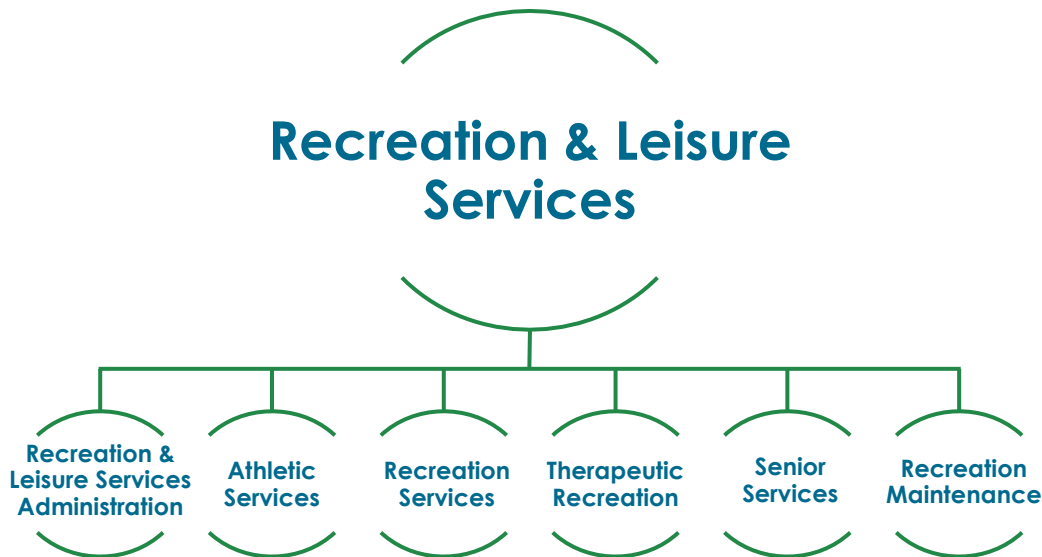 Recreation & Leisure
Services
Recreation &
Leisure Services
Administration
Athletic
Services
Recreation
Services
Therapeutic
Recreation
Senior
Services
Recreation
Maintenance